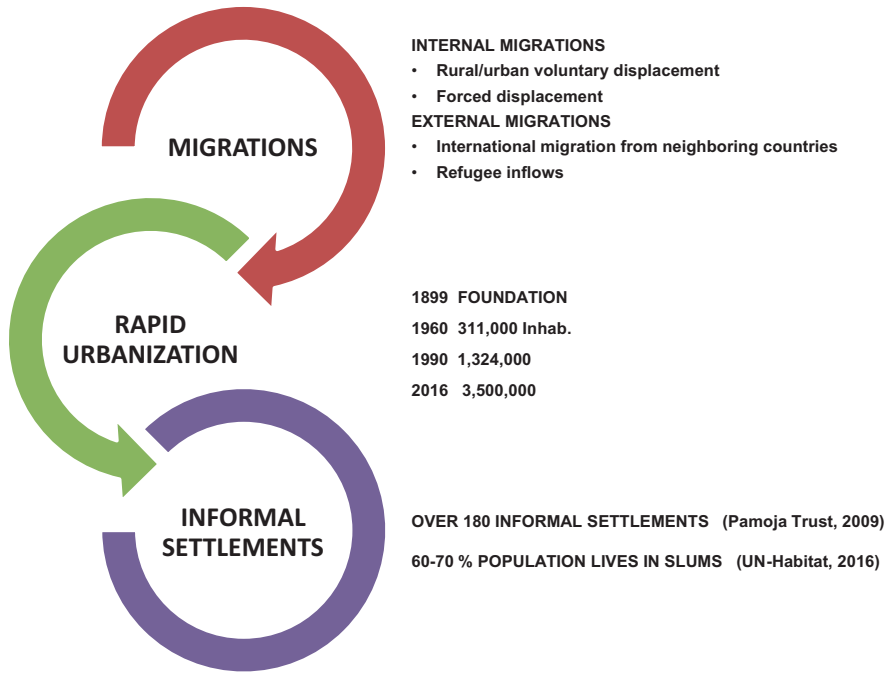 MIGRATIONS
INTERNAL MIGRATIONS
• Rural/urban voluntary displacement
• Forced displacement
EXTERNAL MIGRATIONS
• International migration from neighboring countries
• Refugee inflows
RAPID
URBANIZATION
1899 FOUNDATION
1960 311,000 Inhab.
1990 1,324,000
2016 3,500,000
INFORMAL
SETTLEMENTS
OVER 180 INFORMAL SETTLEMENTS (Pamoja Trust, 2009)
60-70 % POPULATION LIVES IN SLUMS (UN-Habitat, 2016)